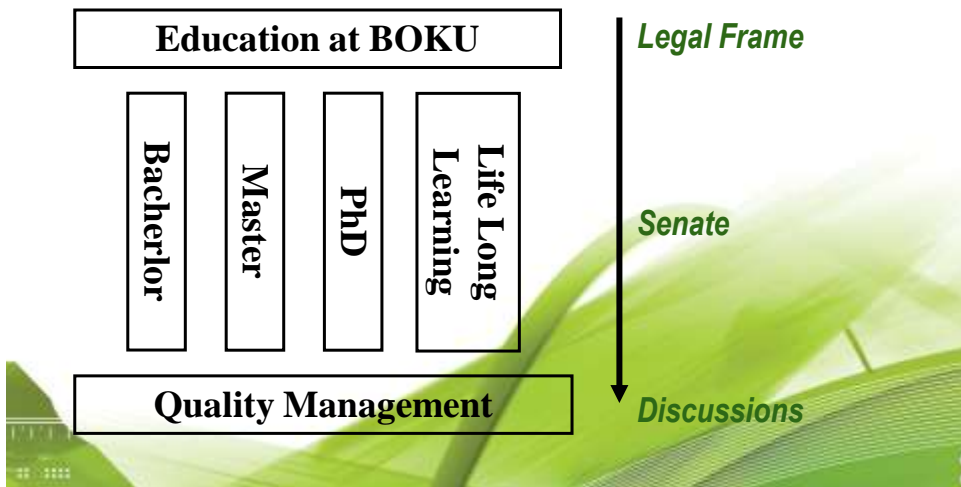 Education at BOKU
Legal Frame
Bacherlor
Master
PhD
Life Long
Learning
Senate
Quality Management
Discussions